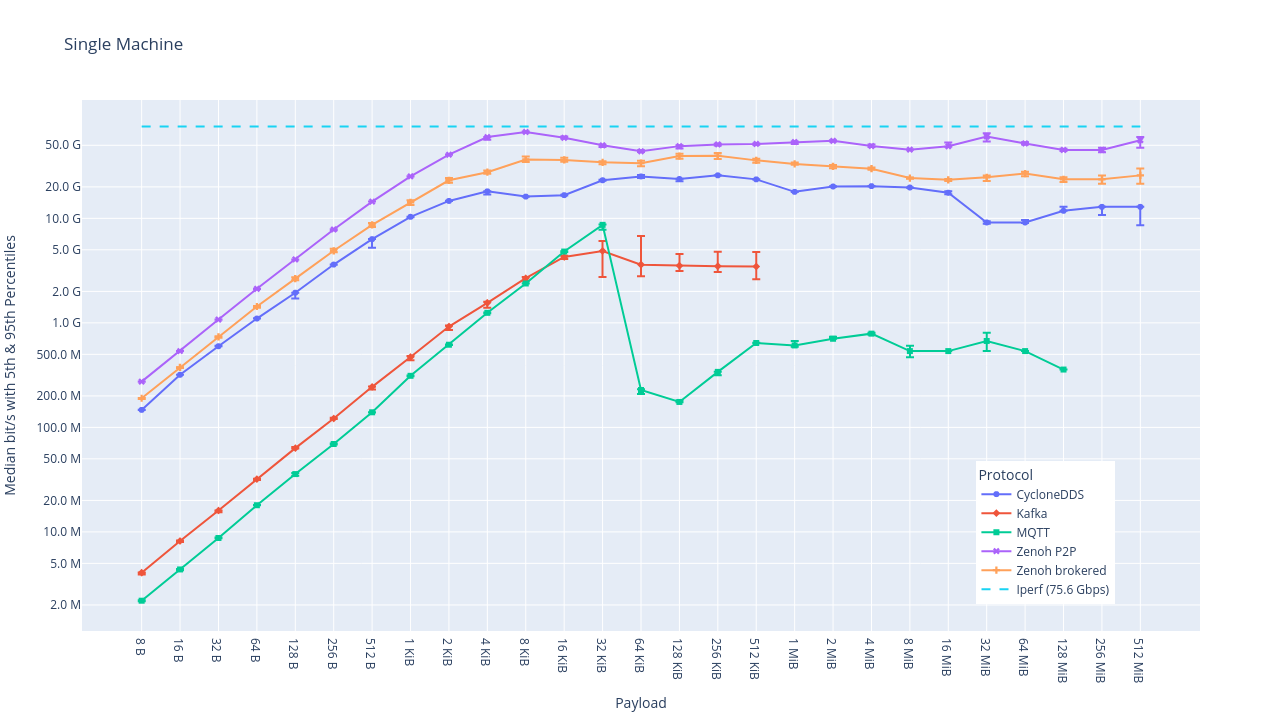 Single Machine
Median bit/s with 5th & 95th Percentiles
50.0 G
20.0 G
10.0 G
5.0 G
2.0 G
1.0 G
500.0 M
200.0 M
100.0 M
50.0 M
20.0 M
10.0 M
5.0 M
2.0 M
Protocol
CycloneDDS
Kafka
MQTT
Zenoh P2P
Zenoh brokered
Iperf (75.6 Gbps)
8 B
16 B
32 B
64 B
128 B
256 B
512 B
1 KiB
2 KiB
4 KiB
8 KiB
16 KiB
32 KiB
64 KiB
128 KiB
256 KiB
512 KiB
1 MiB
2 MiB
4 MiB
8 MiB
16 MiB
32 MiB
64 MiB
128 MiB
256 MiB
512 MiB
Payload